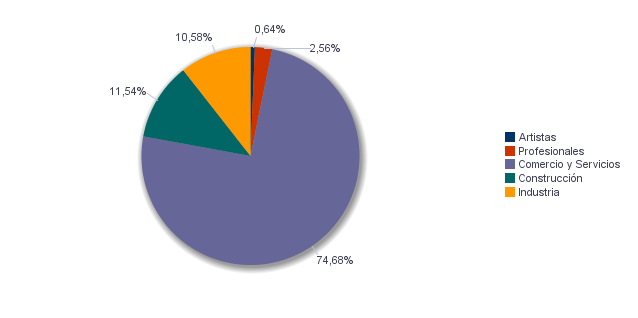 0,64%
10,58%
2,56%
11,54%
74,68%
Artistas
Profesionales
Comercio y Servicios
Construcción
Industria